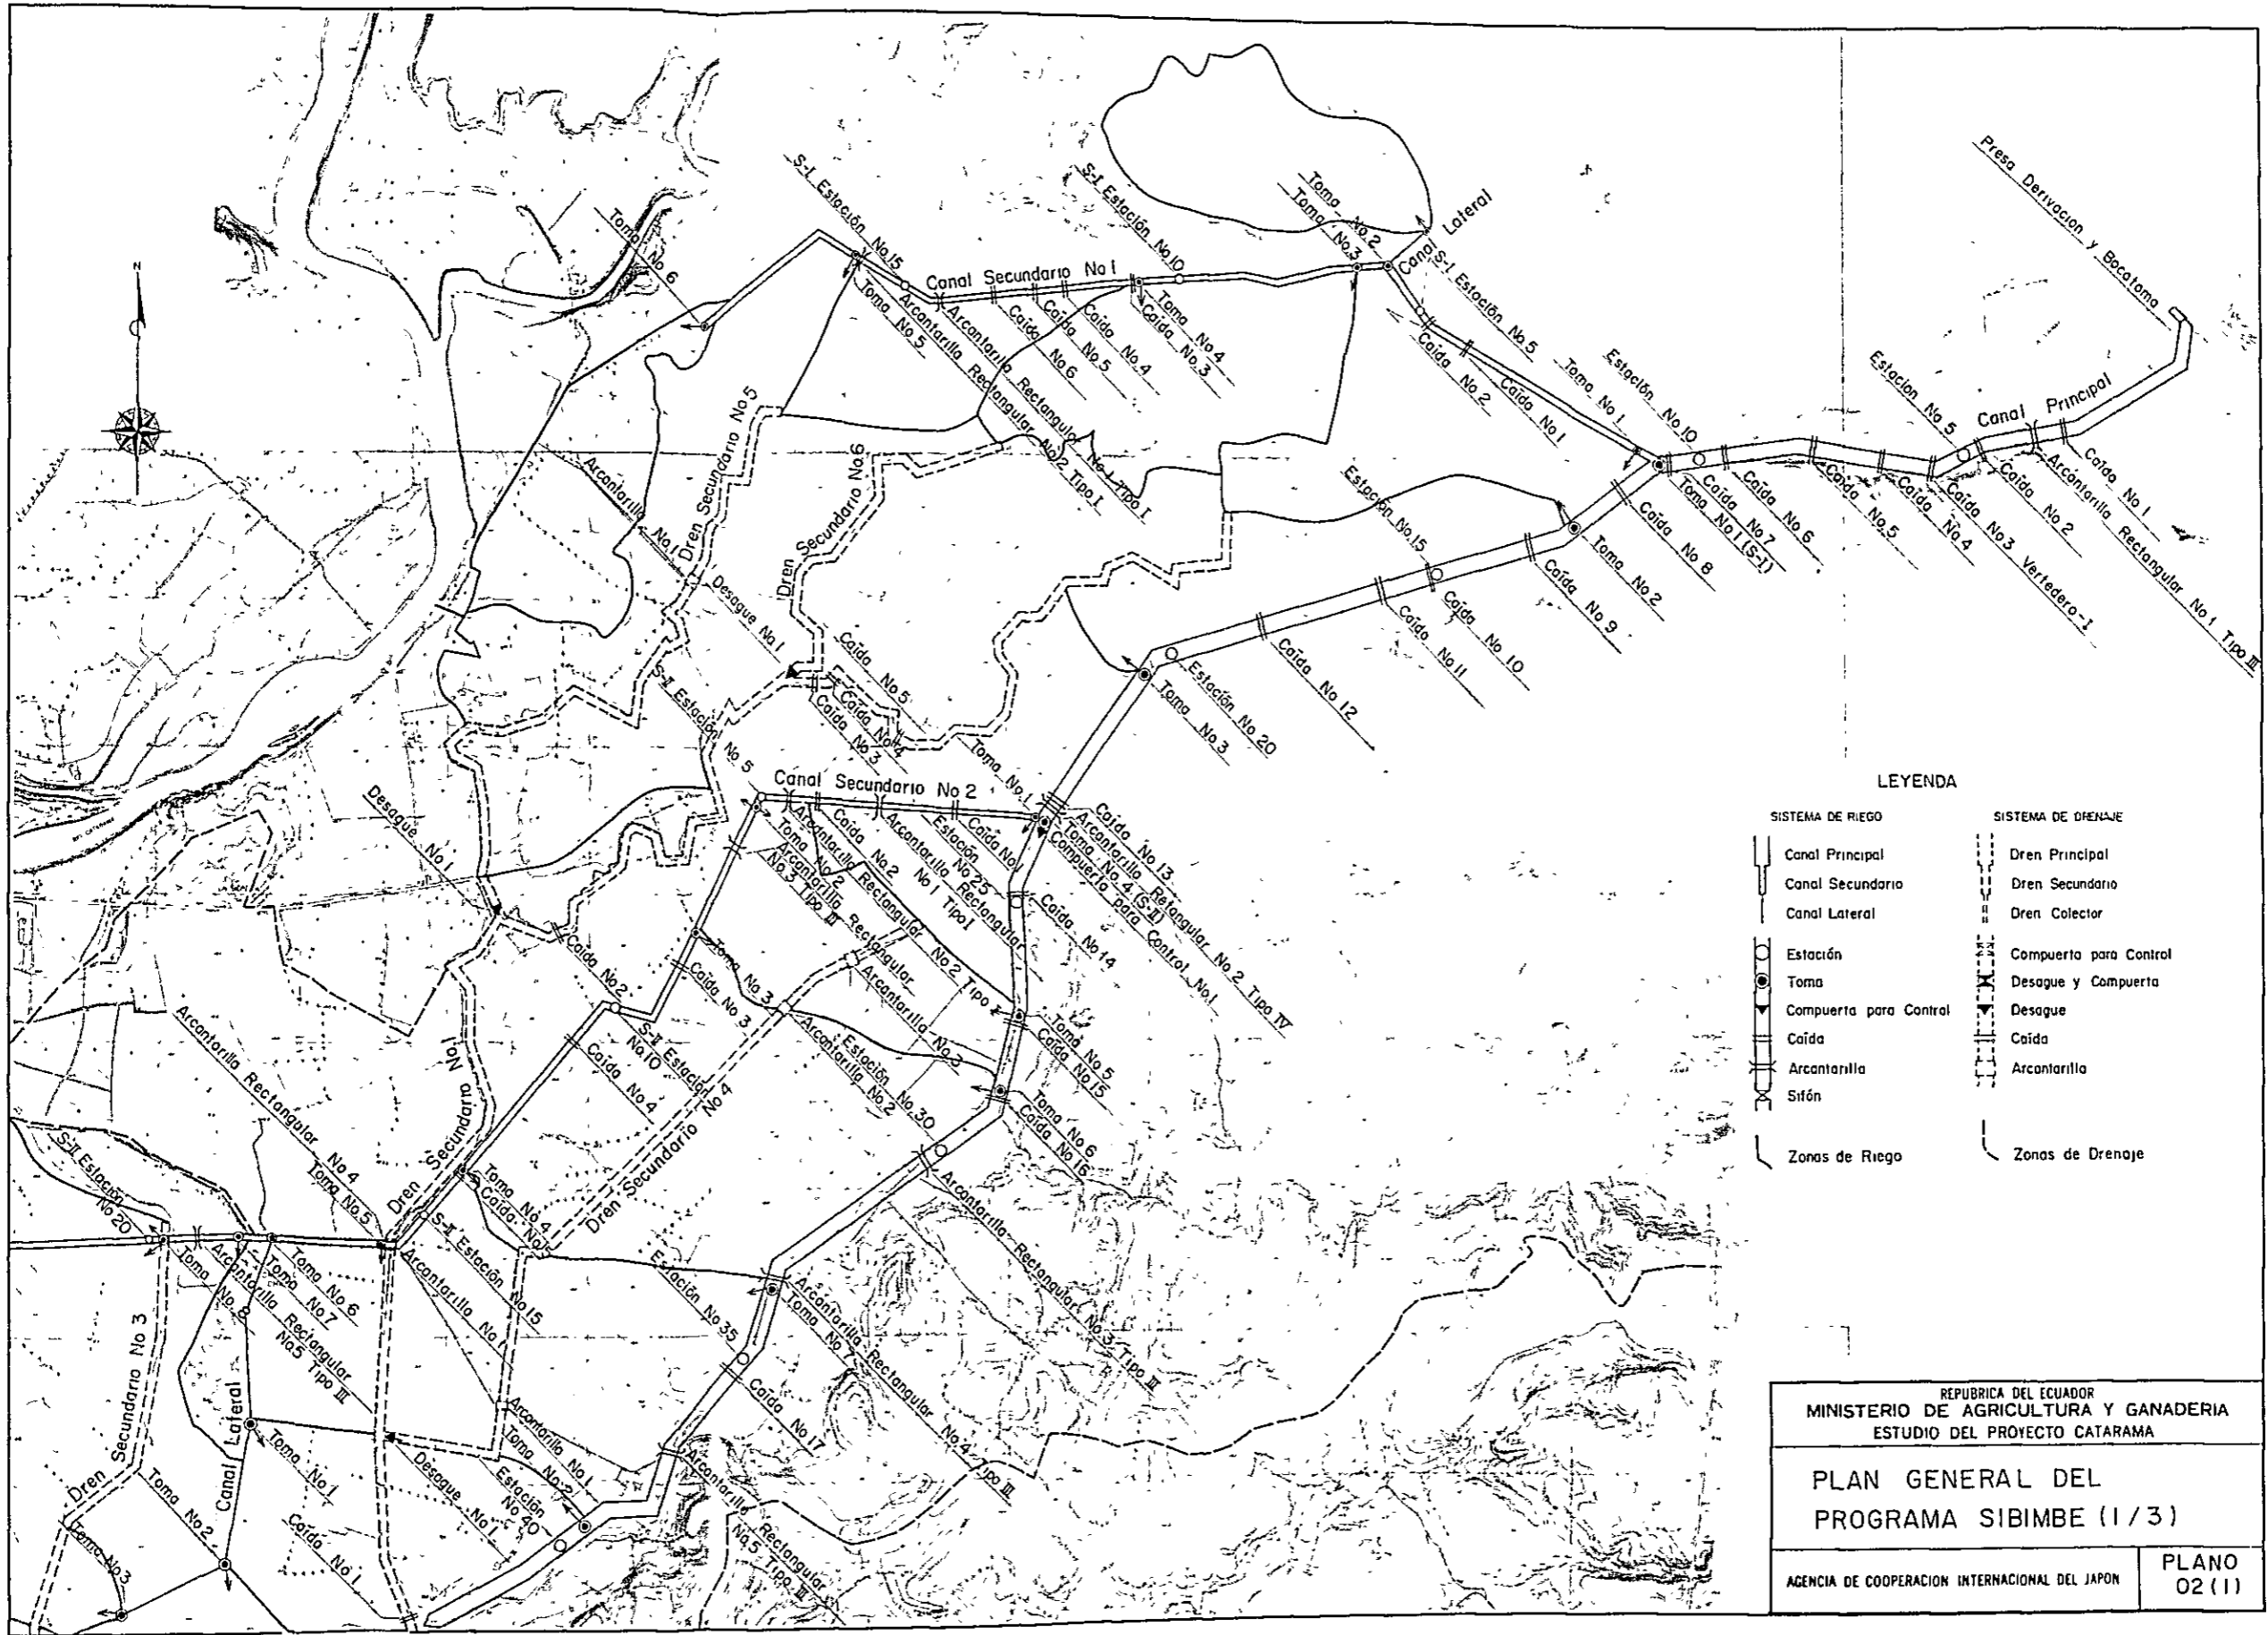 N
Presa Derivacion y Bocatoma
Canal Principal
Caída No 1
Arcantarilla Rectangular No 1 Tipo III
Caída No 2
Estacion No 5
Caída No 3 Vertedero-I
Caída No 4
Caída No 5
Caída No 6
Caída No 7
Estación No 10
Toma No 1 (S-I)
Toma No 1
Caída No 8
Toma No 2
Caída No 9
Estación No 15
Caída No 10
Caída No 11
Caída No 12
Estación No 20
Toma No 3
Lateral
Canal
S-I Estación No 5
Caída No 1
Caída No 2
Toma No 2
Toma No 3
S-I Estación No 10
Toma No 4
Caída No 3
Caída No 4
Caída No 5
Caída No 6
Canal Secundario No 1
Arcantarilla Rectangular No 1 Tipo I
Arcantarilla Rectangular No 2 Tipo I
S-I Estación No 15
Toma No 5
Toma No 6
Arcantarilla No 1
Dren Secundario No 5
Dren Secundario No 6
Desague No 1
Caída No 5
Caída No 4
Caída No 3
S-II Estación No 5
Canal Secundario No 2
Toma No 1
Caída No 13
Arcantarilla Retangular No 2 Tipo IV
Toma No 4 (S-II)
Compuerta para Control No 1
Caída No 1
Estación No 25
Arcantarilla Rectangular No 1 Tipo I
Caída No 2
Arcantarilla Rectangular No 2 Tipo I
Toma No 2
Arcantarilla Rectangular No 3 Tipo III
Caída No 14
Desague No 1
Caída No 2
Toma No 3
Caída No 3
Arcantarilla No 3
Arcantarilla No 2
Estación No 30
Toma No 5
Caída No 15
Toma No 6
Caída No 16
S-II Estación No 10
Caída No 4
Dren Secundario No 4
Dren Secundario No 1
Arcantarilla Rectangular No 4
Toma No 5
S-II Estación No 20
Toma No 4
Caída No 5
S-II Estación No 15
Arcantarilla No 1
Toma No 6
Toma No 7
Toma No 8
Arcantarilla Rectangular No 5 Tipo III
Estación No 35
Arcantarilla Rectangular No 3 Tipo III
Arcantarilla Rectangular No 4 Tipo III
Toma No 7
Caída No 17
Dren Secundario No 3
Canal Lateral
Toma No 1
Toma No 2
Toma No 3
Desague No 1
Arcantarilla No 1
Toma No 2
Estación No 40
Arcantarilla Rectangular No 5 Tipo III
Caída No 1
LEYENDA
SISTEMA DE RIEGO
Canal Principal
Canal Secundario
Canal Lateral
Estación
Toma
Compuerta para Control
Caída
Arcantarilla
Sifón
Zonas de Riego
SISTEMA DE DRENAJE
Dren Principal
Dren Secundario
Dren Colector
Compuerta para Control
Desague y Compuerta
Desague
Caída
Arcantarilla
Zonas de Drenaje
REPUBRICA DEL ECUADOR
MINISTERIO DE AGRICULTURA Y GANADERIA
ESTUDIO DEL PROYECTO CATARAMA
PLAN GENERAL DEL
PROGRAMA SIBIMBE (1/3)
AGENCIA DE COOPERACION INTERNACIONAL DEL JAPON
PLANO
02(1)